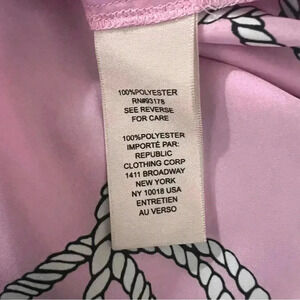 100%POLYESTER
RN#93178
SEE REVERSE
FOR CARE
100%POLYESTER
IMPORTÉ PAR:
REPUBLIC
CLOTHING CORP
1411 BROADWAY
NEW YORK
NY 10018 USA
ENTRETIEN
AU VERSO